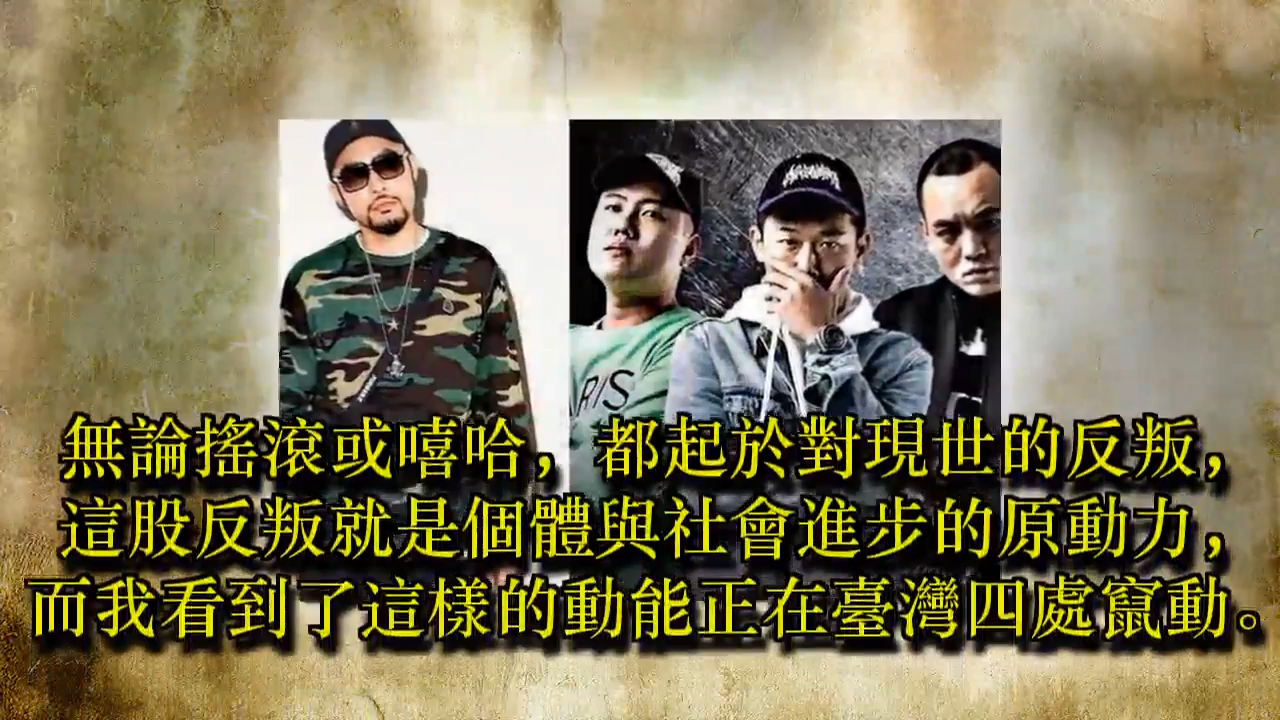 無論搖滾或嘻哈，都起於對現世的反叛，
這股反叛就是個體與社會進步的原動力，
而我看到了這樣的動能正在臺灣四處竄動。
ARIS